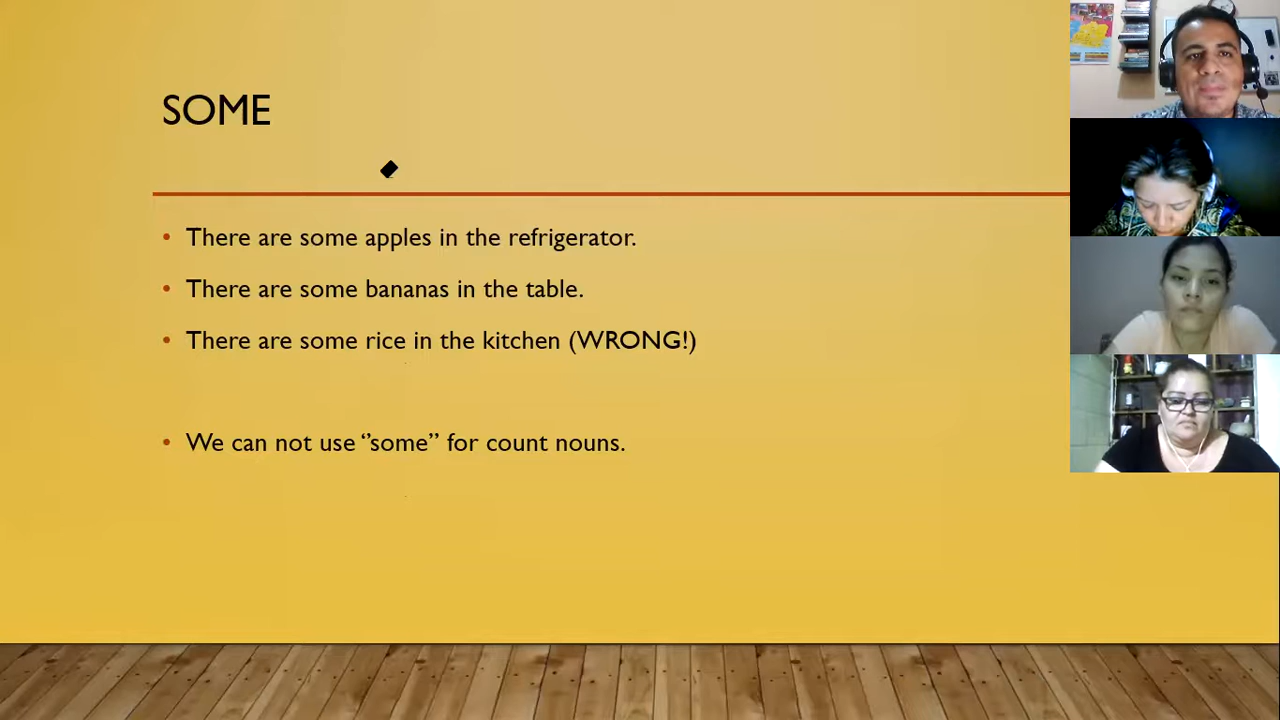 SOME
• There are some apples in the refrigerator.
• There are some bananas in the table.
• There are some rice in the kitchen (WRONG!)
• We can not use “some” for count nouns.